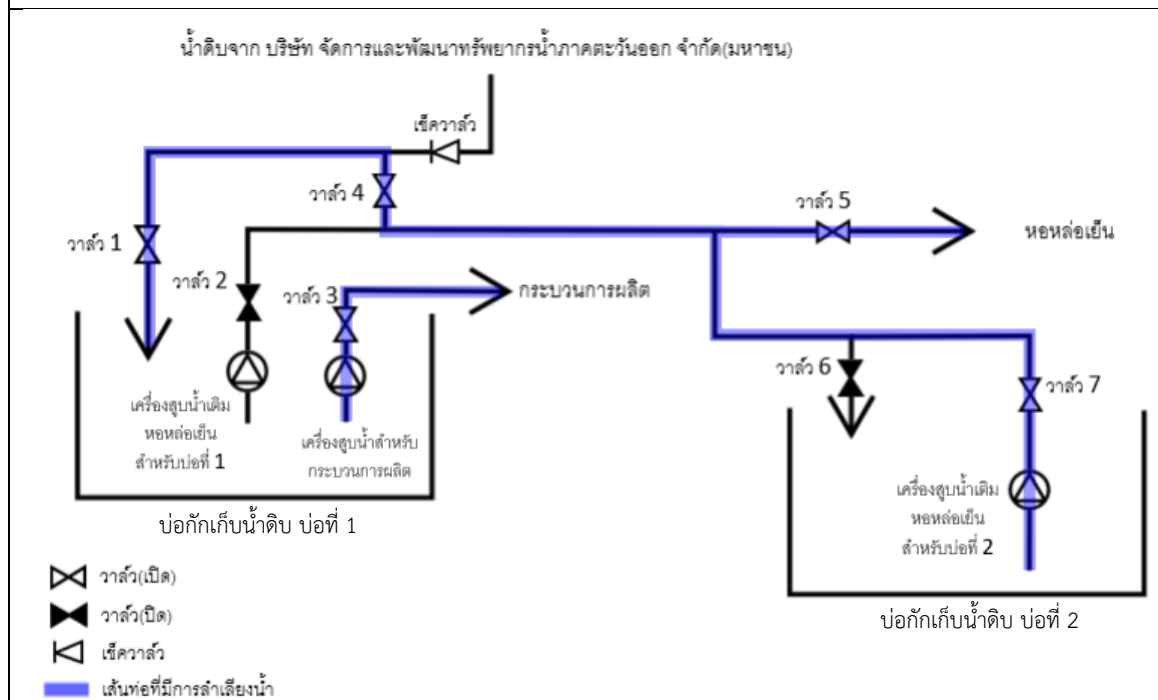 น้ำดิบจาก บริษัท จัดการและพัฒนาทรัพยากรน้ำภาคตะวันออก จำกัด(มหาชน)
เช็ควาล์ว
วาล์ว 4
วาล์ว 5
วาล์ว 1
หอหล่อเย็น
วาล์ว 2
วาล์ว 3
กระบวนการผลิต
วาล์ว 6
วาล์ว 7
เครื่องสูบน้ำเติม
หอหล่อเย็น
สำหรับบ่อที่ 1
เครื่องสูบน้ำสำหรับ
กระบวนการผลิต
เครื่องสูบน้ำเติม
หอหล่อเย็น
สำหรับบ่อที่ 2
บ่อกักเก็บน้ำดิบ บ่อที่ 1
บ่อกักเก็บน้ำดิบ บ่อที่ 2
วาล์ว(เปิด)
วาล์ว(ปิด)
เช็ควาล์ว
เส้นท่อที่มีการลำเลียงน้ำ